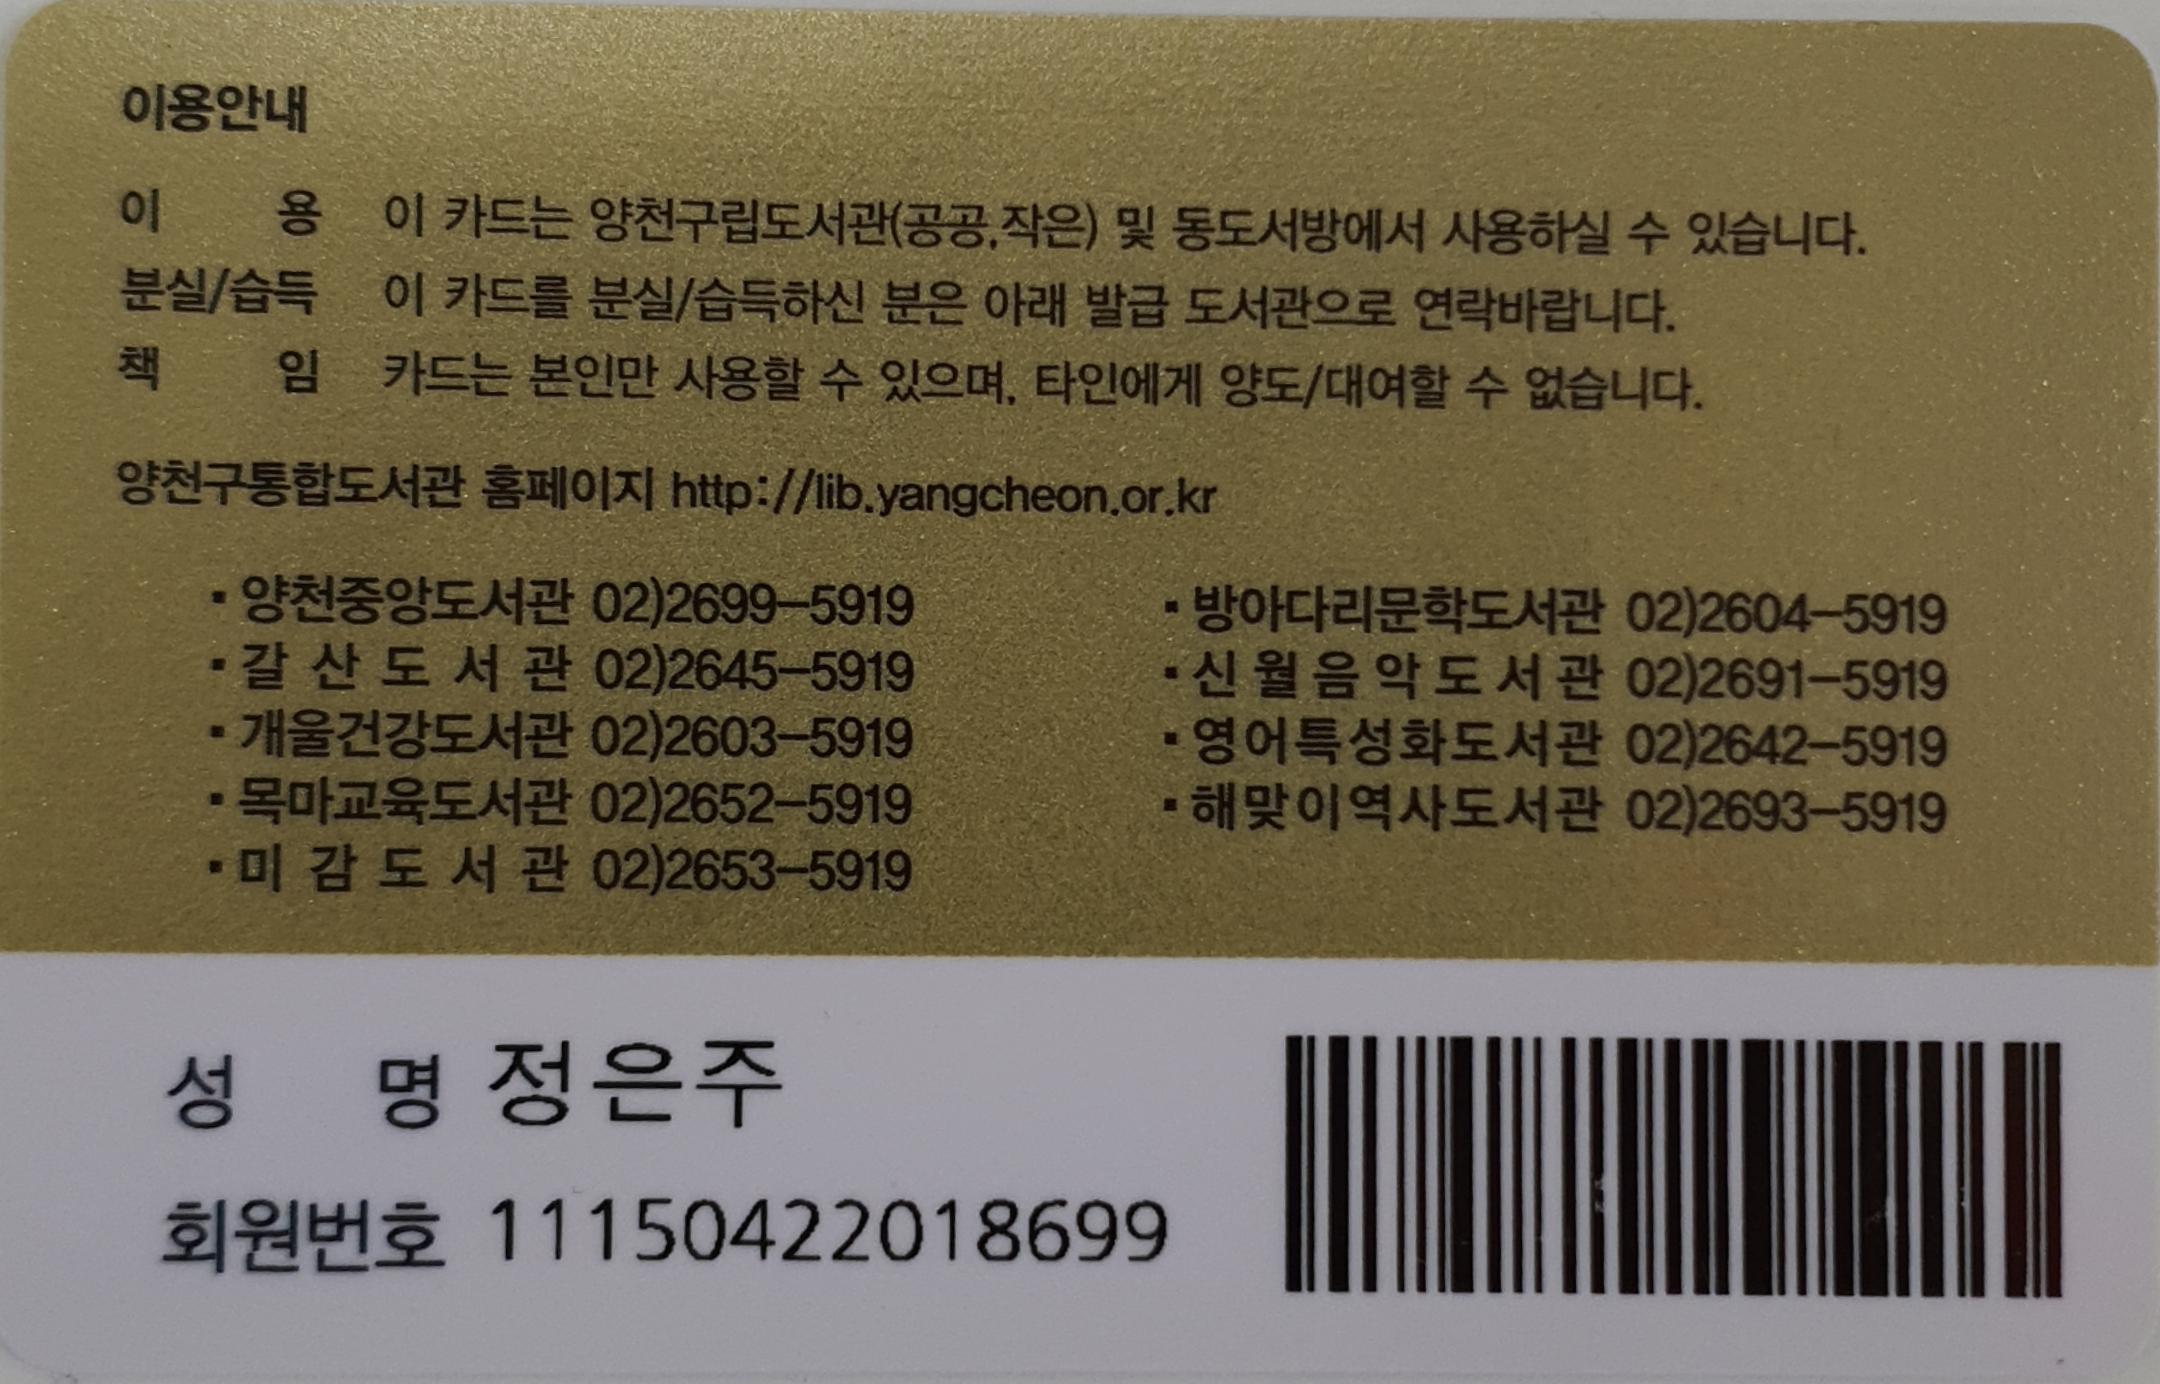 이용안내
이 용 이 카드는 양천구립도서관(공공,작은) 및 동도서방에서 사용하실 수 있습니다.
분실/습득 이 카드를 분실/습득하신 분은 아래 발급 도서관으로 연락바랍니다.
책 임 카드는 본인만 사용할 수 있으며, 타인에게 양도/대여할 수 없습니다.
양천구통합도서관 홈페이지 http://lib.yangcheon.or.kr
▪ 양천중앙도서관 02)2699-5919
▪ 갈 산 도 서 관 02)2645-5919
▪ 개울건강도서관 02)2603-5919
▪ 목마교육도서관 02)2652-5919
▪ 미 감 도 서 관 02)2653-5919
▪ 방아다리문학도서관 02)2604-5919
▪ 신월음악도서관 02)2691-5919
▪ 영어특성화도서관 02)2642-5919
▪ 해맞이역사도서관 02)2693-5919
성 명 정은주
회원번호 11150422018699